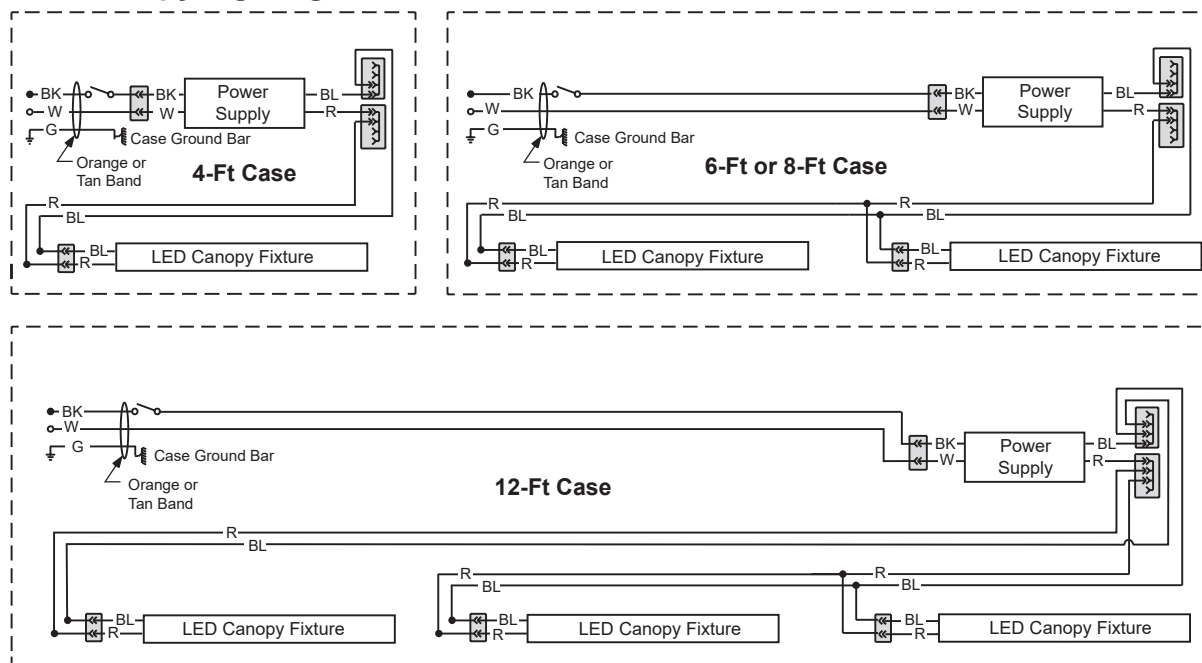 BK
W
G
Case Ground Bar
Orange or
Tan Band
BK
W
Power
Supply
BL
R
4-Ft Case
R
BL
BL
R
LED Canopy Fixture
BK
W
G
Case Ground Bar
Orange or
Tan Band
BK
W
Power
Supply
BL
R
6-Ft or 8-Ft Case
R
BL
R
BL
BL
R
LED Canopy Fixture
BL
R
LED Canopy Fixture
BK
W
G
Case Ground Bar
Orange or
Tan Band
BK
W
Power
Supply
BL
R
12-Ft Case
R
BL
R
BL
R
BL
BL
R
LED Canopy Fixture
BL
R
LED Canopy Fixture
BL
R
LED Canopy Fixture